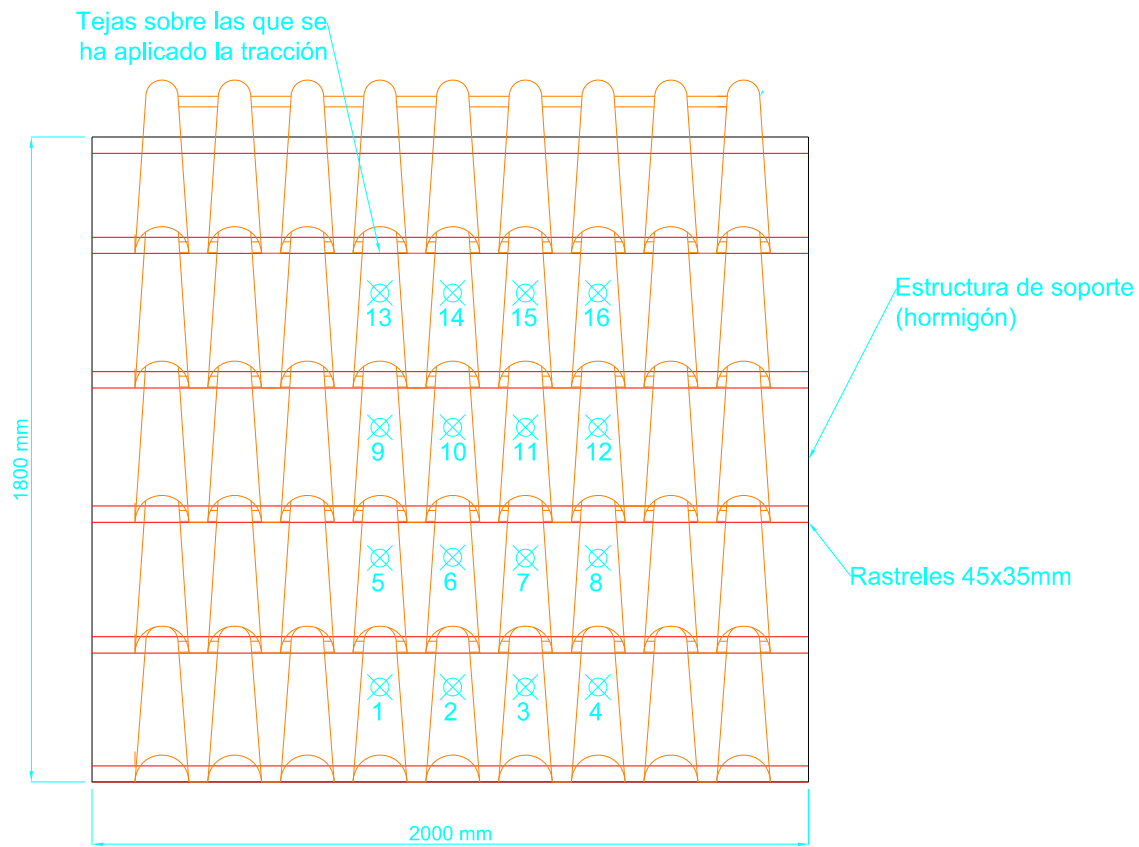 Tejas sobre las que se
ha aplicado la tracción
13 14 15 16
Estructura de soporte
(hormigón)
9 10 11 12
1800 mm
5 6 7 8
Rastreles 45x35mm
1 2 3 4
2000 mm